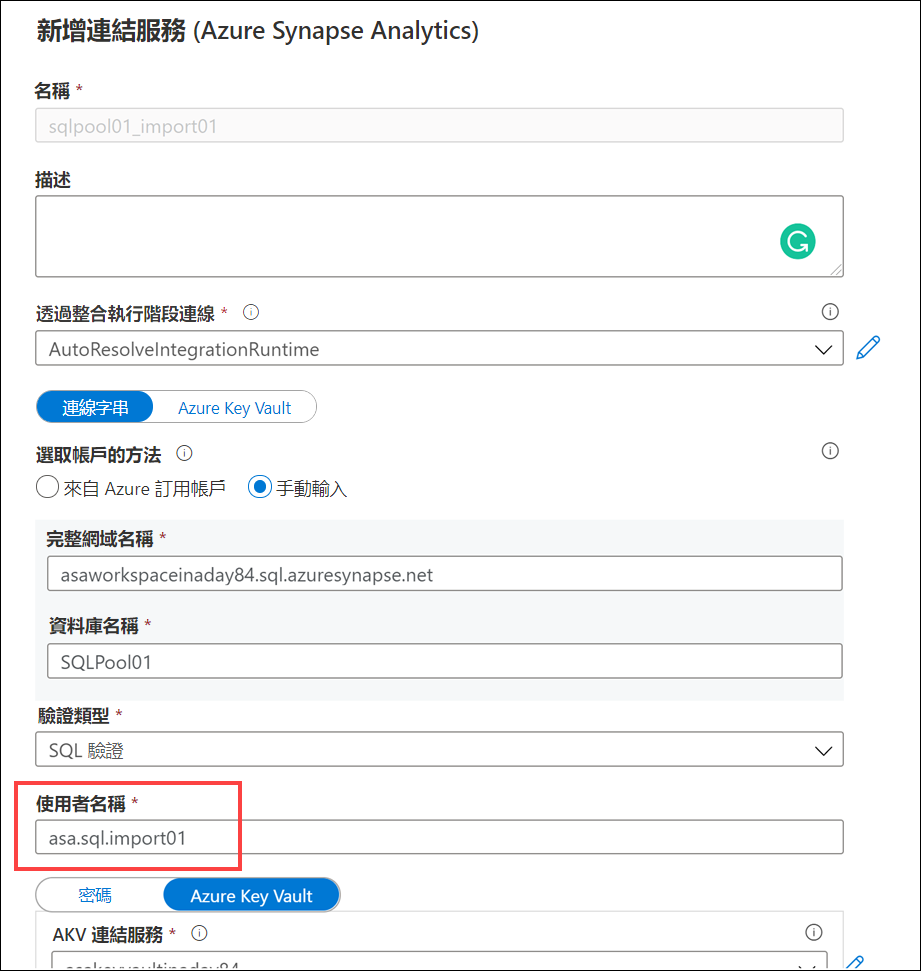 新增連結服務 (Azure Synapse Analytics)
名稱 *
sqlpool01_import01
描述
透過整合執行階段連線 *
AutoResolveIntegrationRuntime
連線字串 Azure Key Vault
選取帳戶的方法
來自 Azure 訂用帳戶 手動輸入
完整網域名稱 *
asaworkspaceinaday84.sql.azuresynapse.net
資料庫名稱 *
SQLPool01
驗證類型 *
SQL 驗證
使用者名稱 *
asa.sql.import01
密碼 Azure Key Vault
AKV 連結服務 *
asakeyvaultinaday84